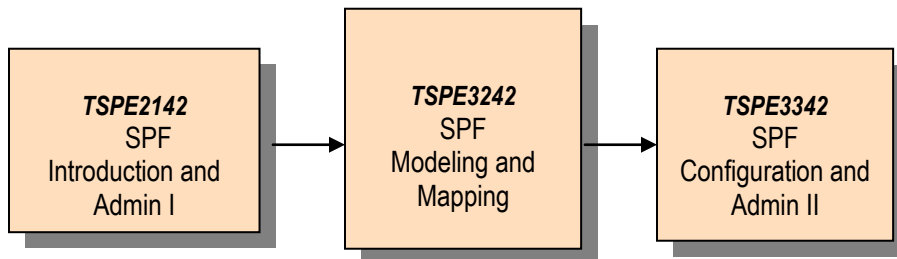 TSPE2142
SPF
Introduction and
Admin I
TSPE3242
SPF
Modeling and
Mapping
TSPE3342
SPF
Configuration and
Admin II